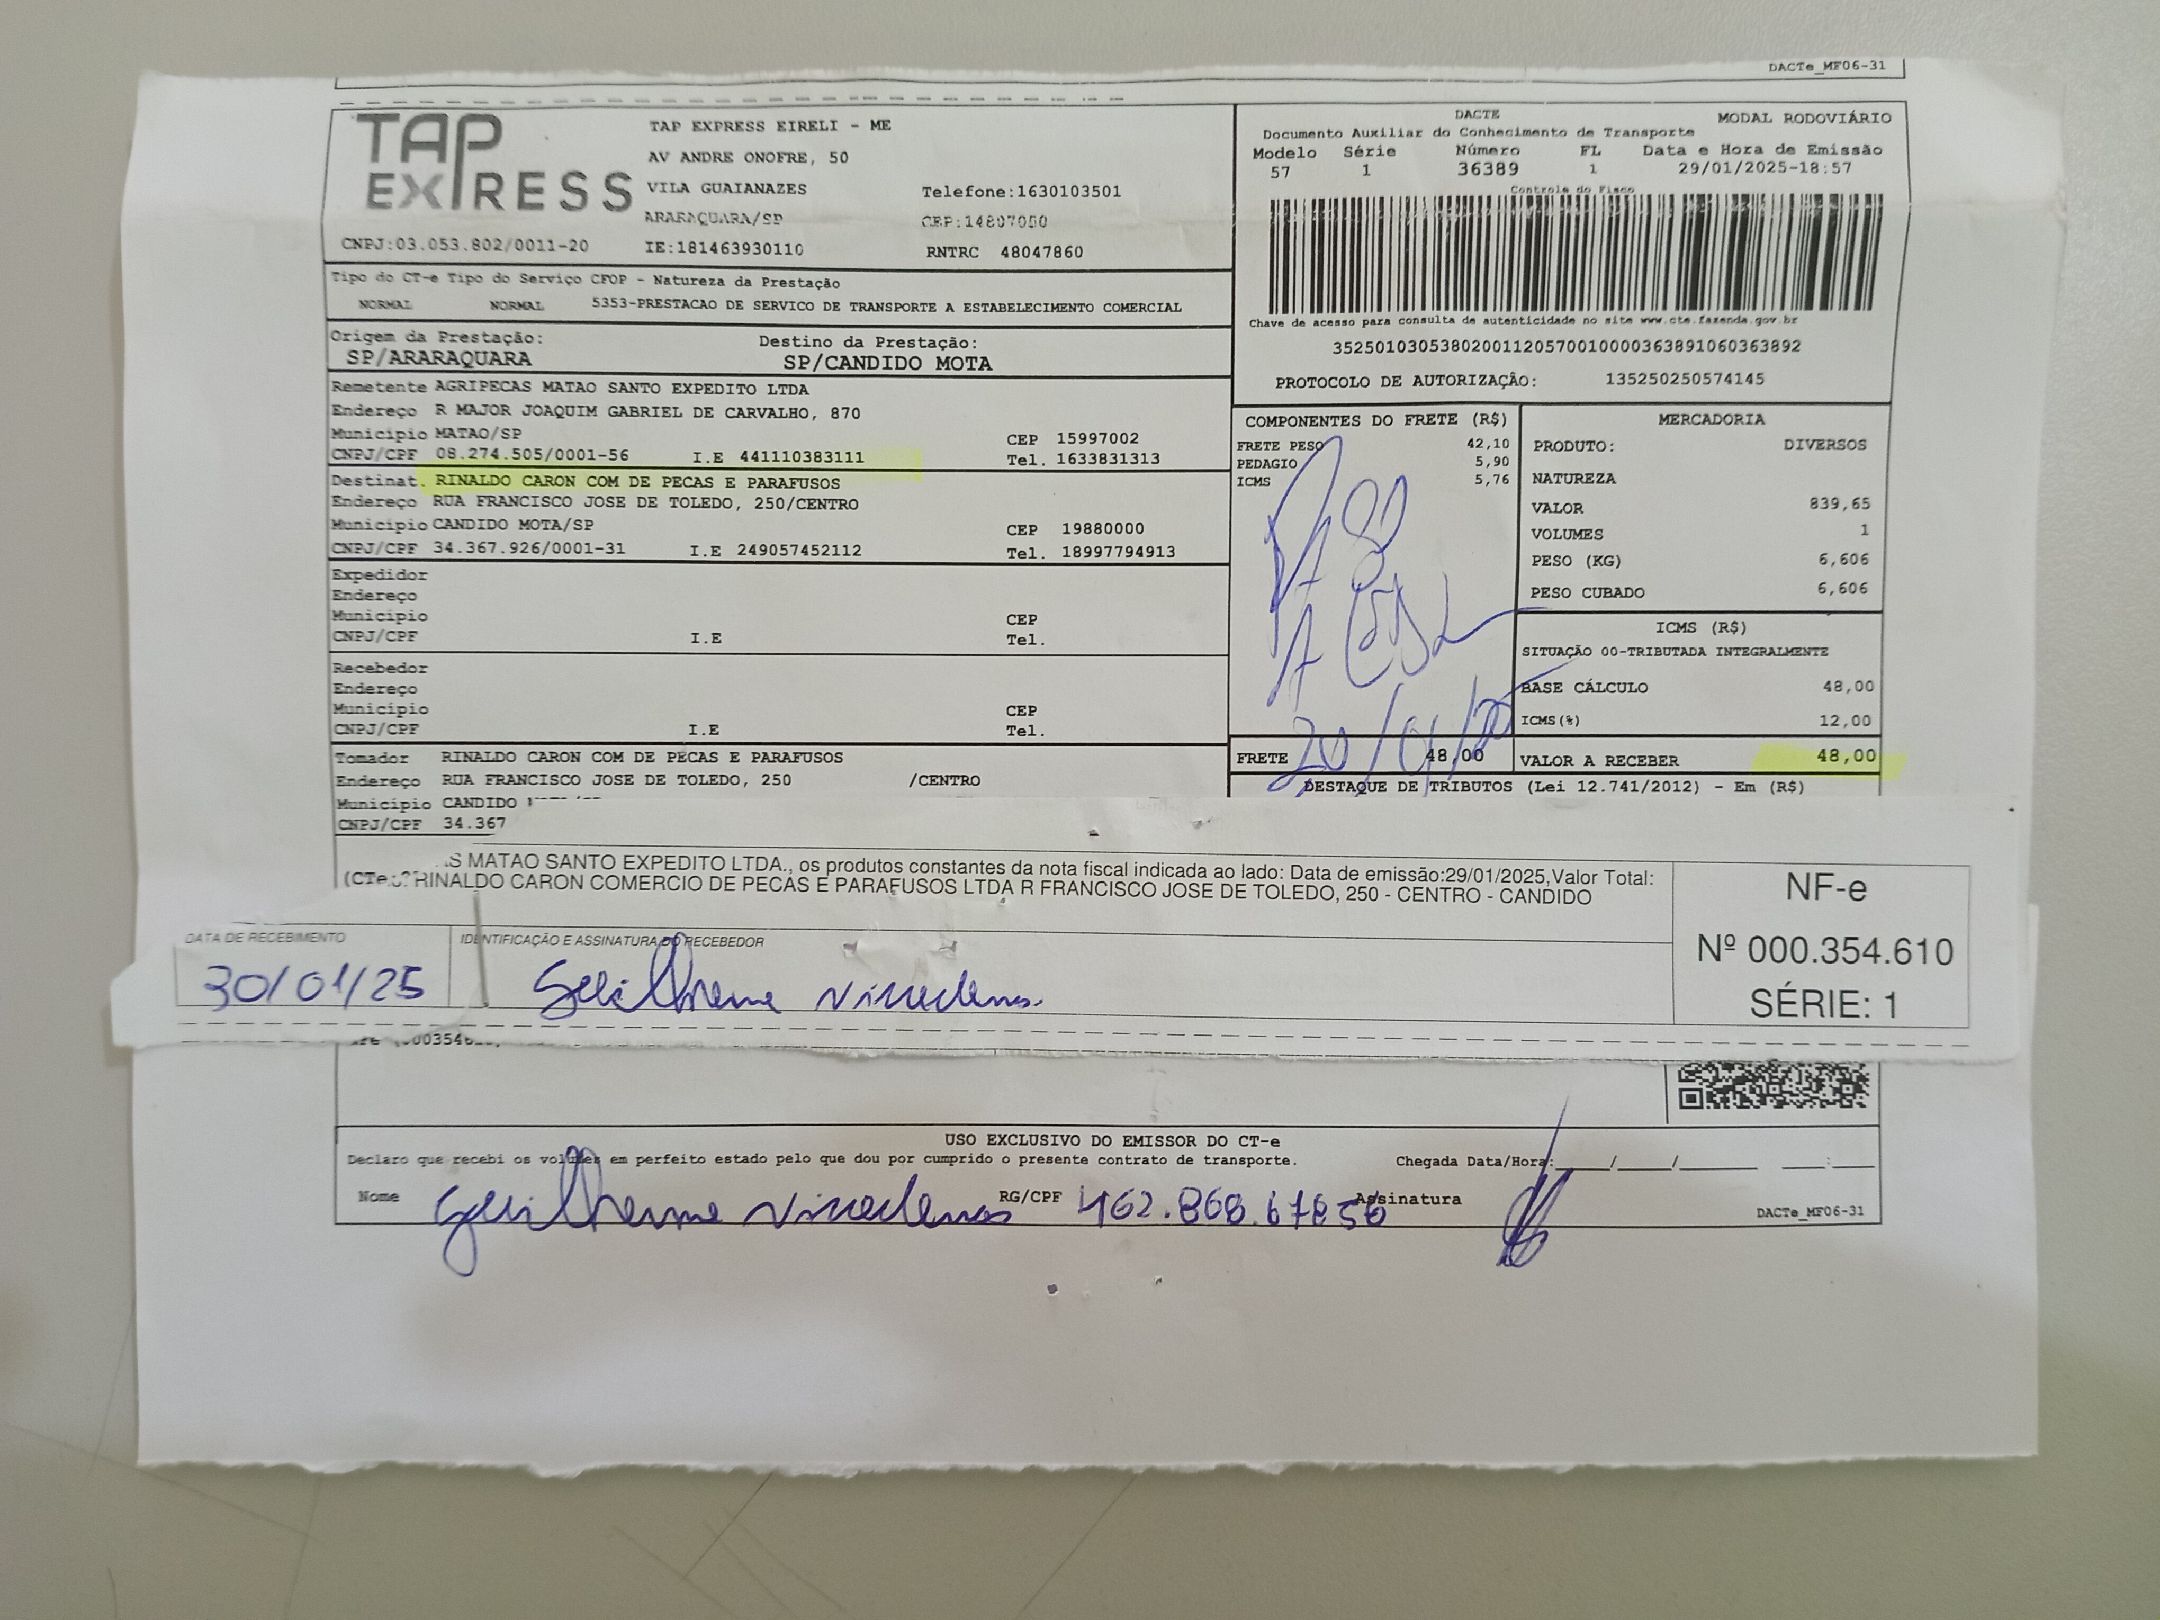 DACTe_MF06-31
TAP EXPRESS
TAP EXPRESS EIRELI - ME
AV ANDRE ONOFRE, 50
VILA GUAIANAZES Telefone:1630103501
ARARAQUARA/SP CEP:14807050
CNPJ:03.053.802/0011-20 IE:181463930110 RNTRC 48047860
DACTE MODAL RODOVIÁRIO
Documento Auxiliar do Conhecimento de Transporte
Modelo Série Número FL Data e Hora de Emissão
57 1 36389 1 29/01/2025-18:57
Controle do Fisco
Chave de acesso para consulta de autenticidade no site www.cte.fazenda.gov.br
35250103053802001120570010000363891060363892
PROTOCOLO DE AUTORIZAÇÃO: 135250250574145
Tipo do CT-e Tipo do Serviço CFOP - Natureza da Prestação
NORMAL NORMAL 5353-PRESTACAO DE SERVICO DE TRANSPORTE A ESTABELECIMENTO COMERCIAL
Origem da Prestação: Destino da Prestação:
SP/ARARAQUARA SP/CANDIDO MOTA
Remetente AGRIPECAS MATAO SANTO EXPEDITO LTDA
Endereço R MAJOR JOAQUIM GABRIEL DE CARVALHO, 870
Município MATAO/SP CEP 15997002
CNPJ/CPF 08.274.505/0001-56 I.E 441110383111 Tel. 1633831313
Destinat. RINALDO CARON COM DE PECAS E PARAFUSOS
Endereço RUA FRANCISCO JOSE DE TOLEDO, 250/CENTRO
Município CANDIDO MOTA/SP CEP 19880000
CNPJ/CPF 34.367.926/0001-31 I.E 249057452112 Tel. 18997794913
Expedidor
Endereço
Município CEP
CNPJ/CPF I.E Tel.
Recebedor
Endereço
Município CEP
CNPJ/CPF I.E Tel.
Tomador RINALDO CARON COM DE PECAS E PARAFUSOS
Endereço RUA FRANCISCO JOSE DE TOLEDO, 250 /CENTRO
Município CANDIDO
CNPJ/CPF 34.367
COMPONENTES DO FRETE (R$)
FRETE PESO 42,10
PEDAGIO 5,90
ICMS 5,76
FRETE 48,00
MERCADORIA
PRODUTO: DIVERSOS
NATUREZA
VALOR 839,65
VOLUMES 1
PESO (KG) 6,606
PESO CUBADO 6,606
ICMS (R$)
SITUAÇÃO 00-TRIBUTADA INTEGRALMENTE
BASE CÁLCULO 48,00
ICMS(%) 12,00
VALOR A RECEBER 48,00
DESTAQUE DE TRIBUTOS (Lei 12.741/2012) - Em (R$)
MATAO SANTO EXPEDITO LTDA., os produtos constantes da nota fiscal indicada ao lado: Data de emissão:29/01/2025,Valor Total:
RINALDO CARON COMERCIO DE PECAS E PARAFUSOS LTDA R FRANCISCO JOSE DE TOLEDO, 250 - CENTRO - CANDIDO
DATA DE RECEBIMENTO IDENTIFICAÇÃO E ASSINATURA DO RECEBEDOR
30/01/25 Guilherme
NF-e
Nº 000.354.610
SÉRIE: 1
USO EXCLUSIVO DO EMISSOR DO CT-e
Declaro que recebi os volumes em perfeito estado pelo que dou por cumprido o presente contrato de transporte. Chegada Data/Hora:____/____/______ ___:___
Nome Guilherme RG/CPF 462.868.67856 Assinatura
DACTe_MF06-31